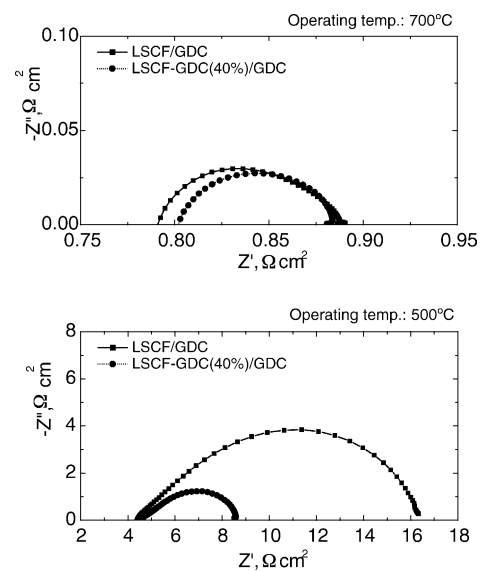 Operating temp.: 700°C
0.10
LSCF/GDC
LSCF-GDC(40%)/GDC
-Z", Ω cm²
0.05
0.00
0.75 0.80 0.85 0.90 0.95
Z', Ω cm²
Operating temp.: 500°C
8
LSCF/GDC
LSCF-GDC(40%)/GDC
6
-Z", Ω cm²
4
2
0
2 4 6 8 10 12 14 16 18
Z', Ω cm²